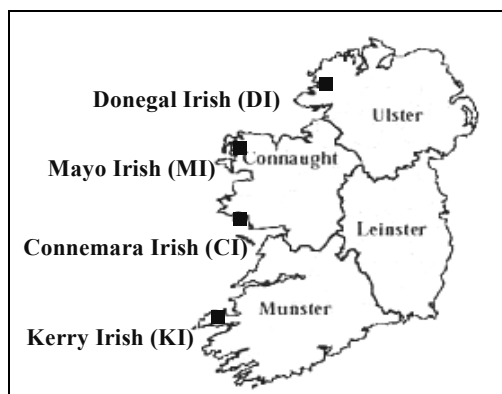 Donegal Irish (DI)
Ulster
Mayo Irish (MI)
Connaught
Leinster
Connemara Irish (CI)
Munster
Kerry Irish (KI)